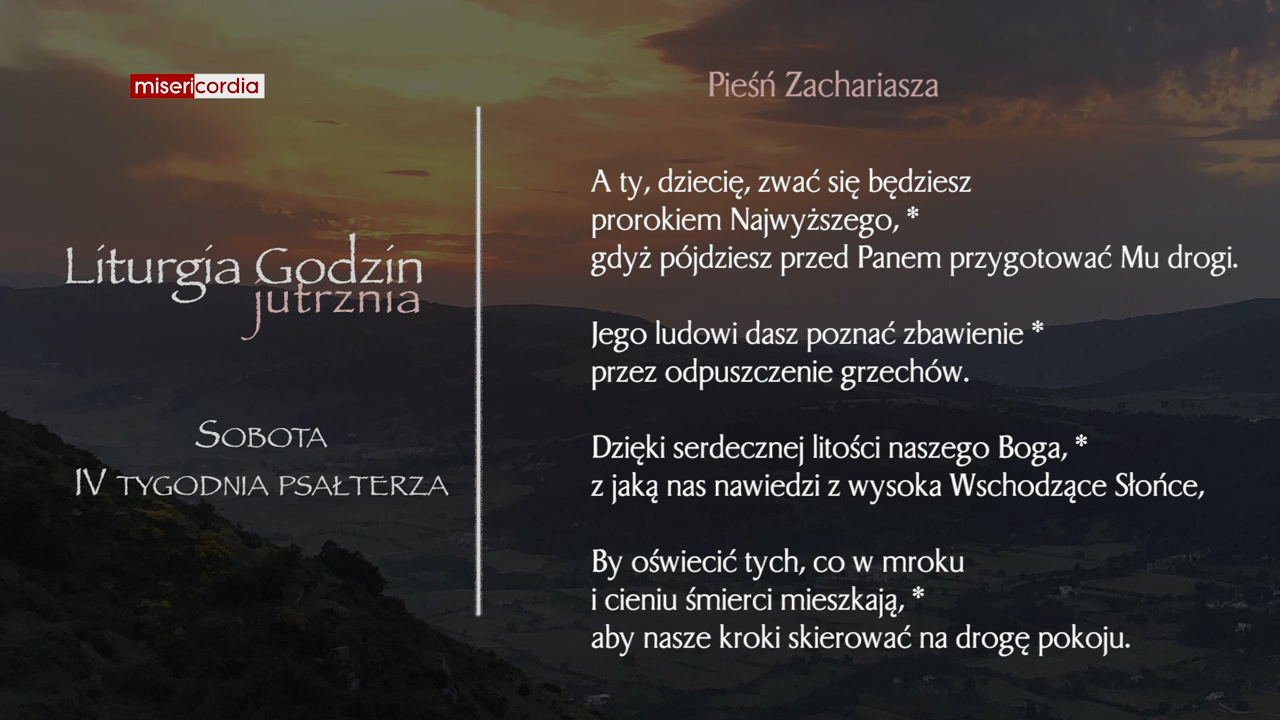 misericordia
Liturgia Godzin
jutrznia
Sobota
IV tygodnia psałterza
Pieśń Zachariasza
A ty, dziecię, zwać się będziesz
prorokiem Najwyższego, *
gdyż pójdziesz przed Panem przygotować Mu drogi.
Jego ludowi dasz poznać zbawienie *
przez odpuszczenie grzechów.
Dzięki serdecznej litości naszego Boga, *
z jaką nas nawiedzi z wysoka Wschodzące Słońce,
By oświecić tych, co w mroku
i cieniu śmierci mieszkają, *
aby nasze kroki skierować na drogę pokoju.